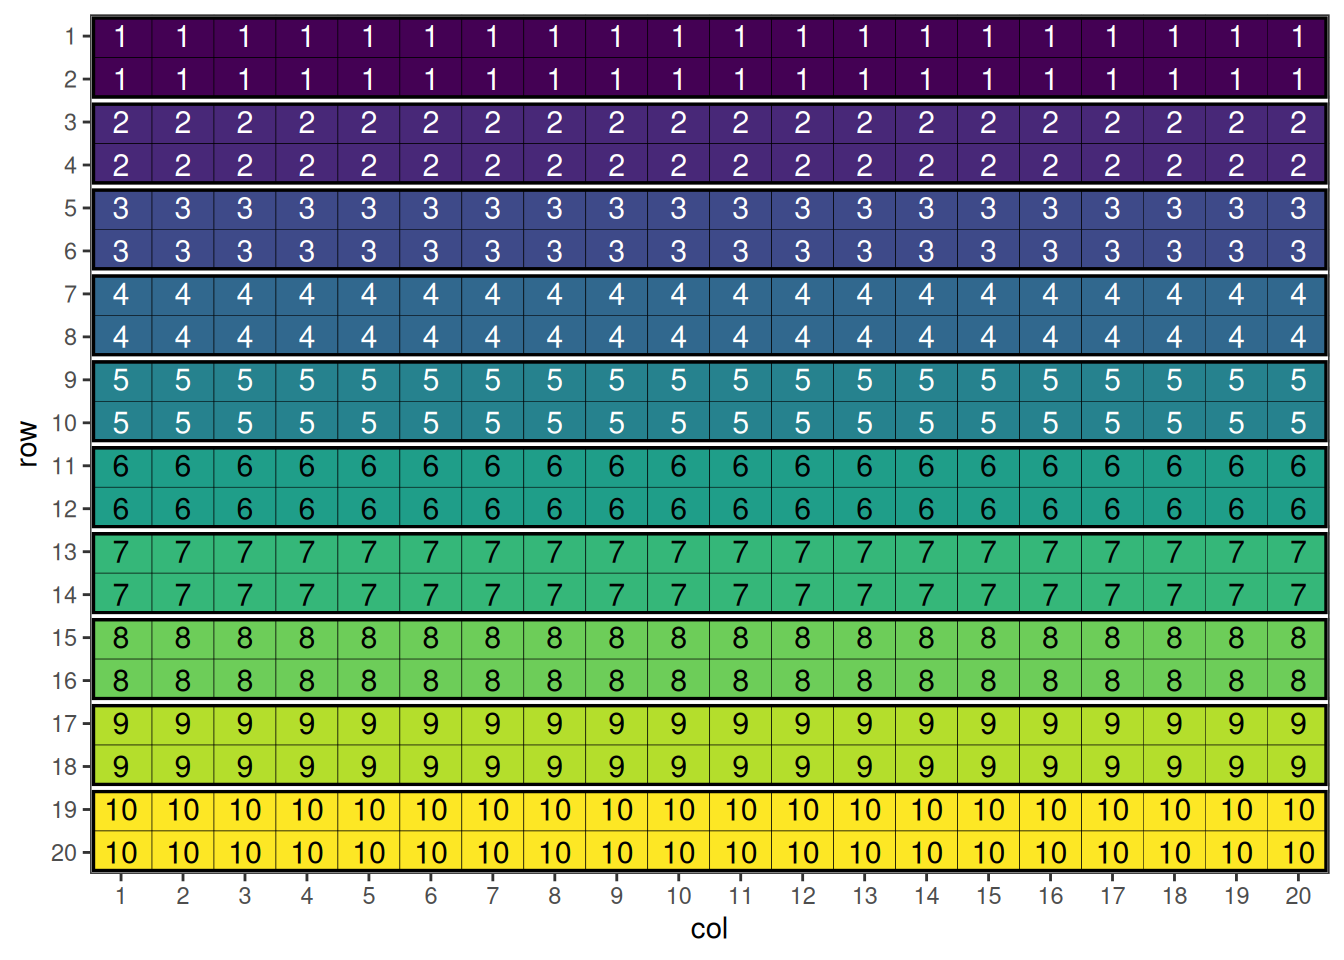 1 1 1 1 1 1 1 1 1 1 1 1 1 1 1 1 1 1 1 1 1
2 1 1 1 1 1 1 1 1 1 1 1 1 1 1 1 1 1 1 1 1
3 2 2 2 2 2 2 2 2 2 2 2 2 2 2 2 2 2 2 2 2
4 2 2 2 2 2 2 2 2 2 2 2 2 2 2 2 2 2 2 2 2
5 3 3 3 3 3 3 3 3 3 3 3 3 3 3 3 3 3 3 3 3
6 3 3 3 3 3 3 3 3 3 3 3 3 3 3 3 3 3 3 3 3
7 4 4 4 4 4 4 4 4 4 4 4 4 4 4 4 4 4 4 4 4
8 4 4 4 4 4 4 4 4 4 4 4 4 4 4 4 4 4 4 4 4
9 5 5 5 5 5 5 5 5 5 5 5 5 5 5 5 5 5 5 5 5
10 5 5 5 5 5 5 5 5 5 5 5 5 5 5 5 5 5 5 5 5
row
11 6 6 6 6 6 6 6 6 6 6 6 6 6 6 6 6 6 6 6 6
12 6 6 6 6 6 6 6 6 6 6 6 6 6 6 6 6 6 6 6 6
13 7 7 7 7 7 7 7 7 7 7 7 7 7 7 7 7 7 7 7 7
14 7 7 7 7 7 7 7 7 7 7 7 7 7 7 7 7 7 7 7 7
15 8 8 8 8 8 8 8 8 8 8 8 8 8 8 8 8 8 8 8 8
16 8 8 8 8 8 8 8 8 8 8 8 8 8 8 8 8 8 8 8 8
17 9 9 9 9 9 9 9 9 9 9 9 9 9 9 9 9 9 9 9 9
18 9 9 9 9 9 9 9 9 9 9 9 9 9 9 9 9 9 9 9 9
19 10 10 10 10 10 10 10 10 10 10 10 10 10 10 10 10 10 10 10 10
20 10 10 10 10 10 10 10 10 10 10 10 10 10 10 10 10 10 10 10 10
1 2 3 4 5 6 7 8 9 10 11 12 13 14 15 16 17 18 19 20
col